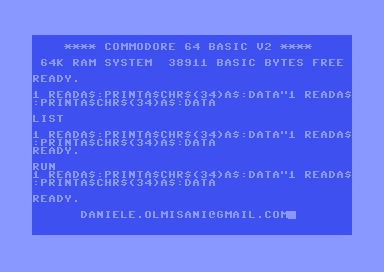 **** COMMODORE 64 BASIC V2 ****
64K RAM SYSTEM  38911 BASIC BYTES FREE
READY.
1 READA$:PRINTA$CHR$(34)A$:DATA"1 READA$
:PRINTA$CHR$(34)A$:DATA
LIST
1 READA$:PRINTA$CHR$(34)A$:DATA"1 READA$
:PRINTA$CHR$(34)A$:DATA
READY.
RUN
1 READA$:PRINTA$CHR$(34)A$:DATA"1 READA$
:PRINTA$CHR$(34)A$:DATA
READY.
DANIELE.OLMISANI@GMAIL.COM